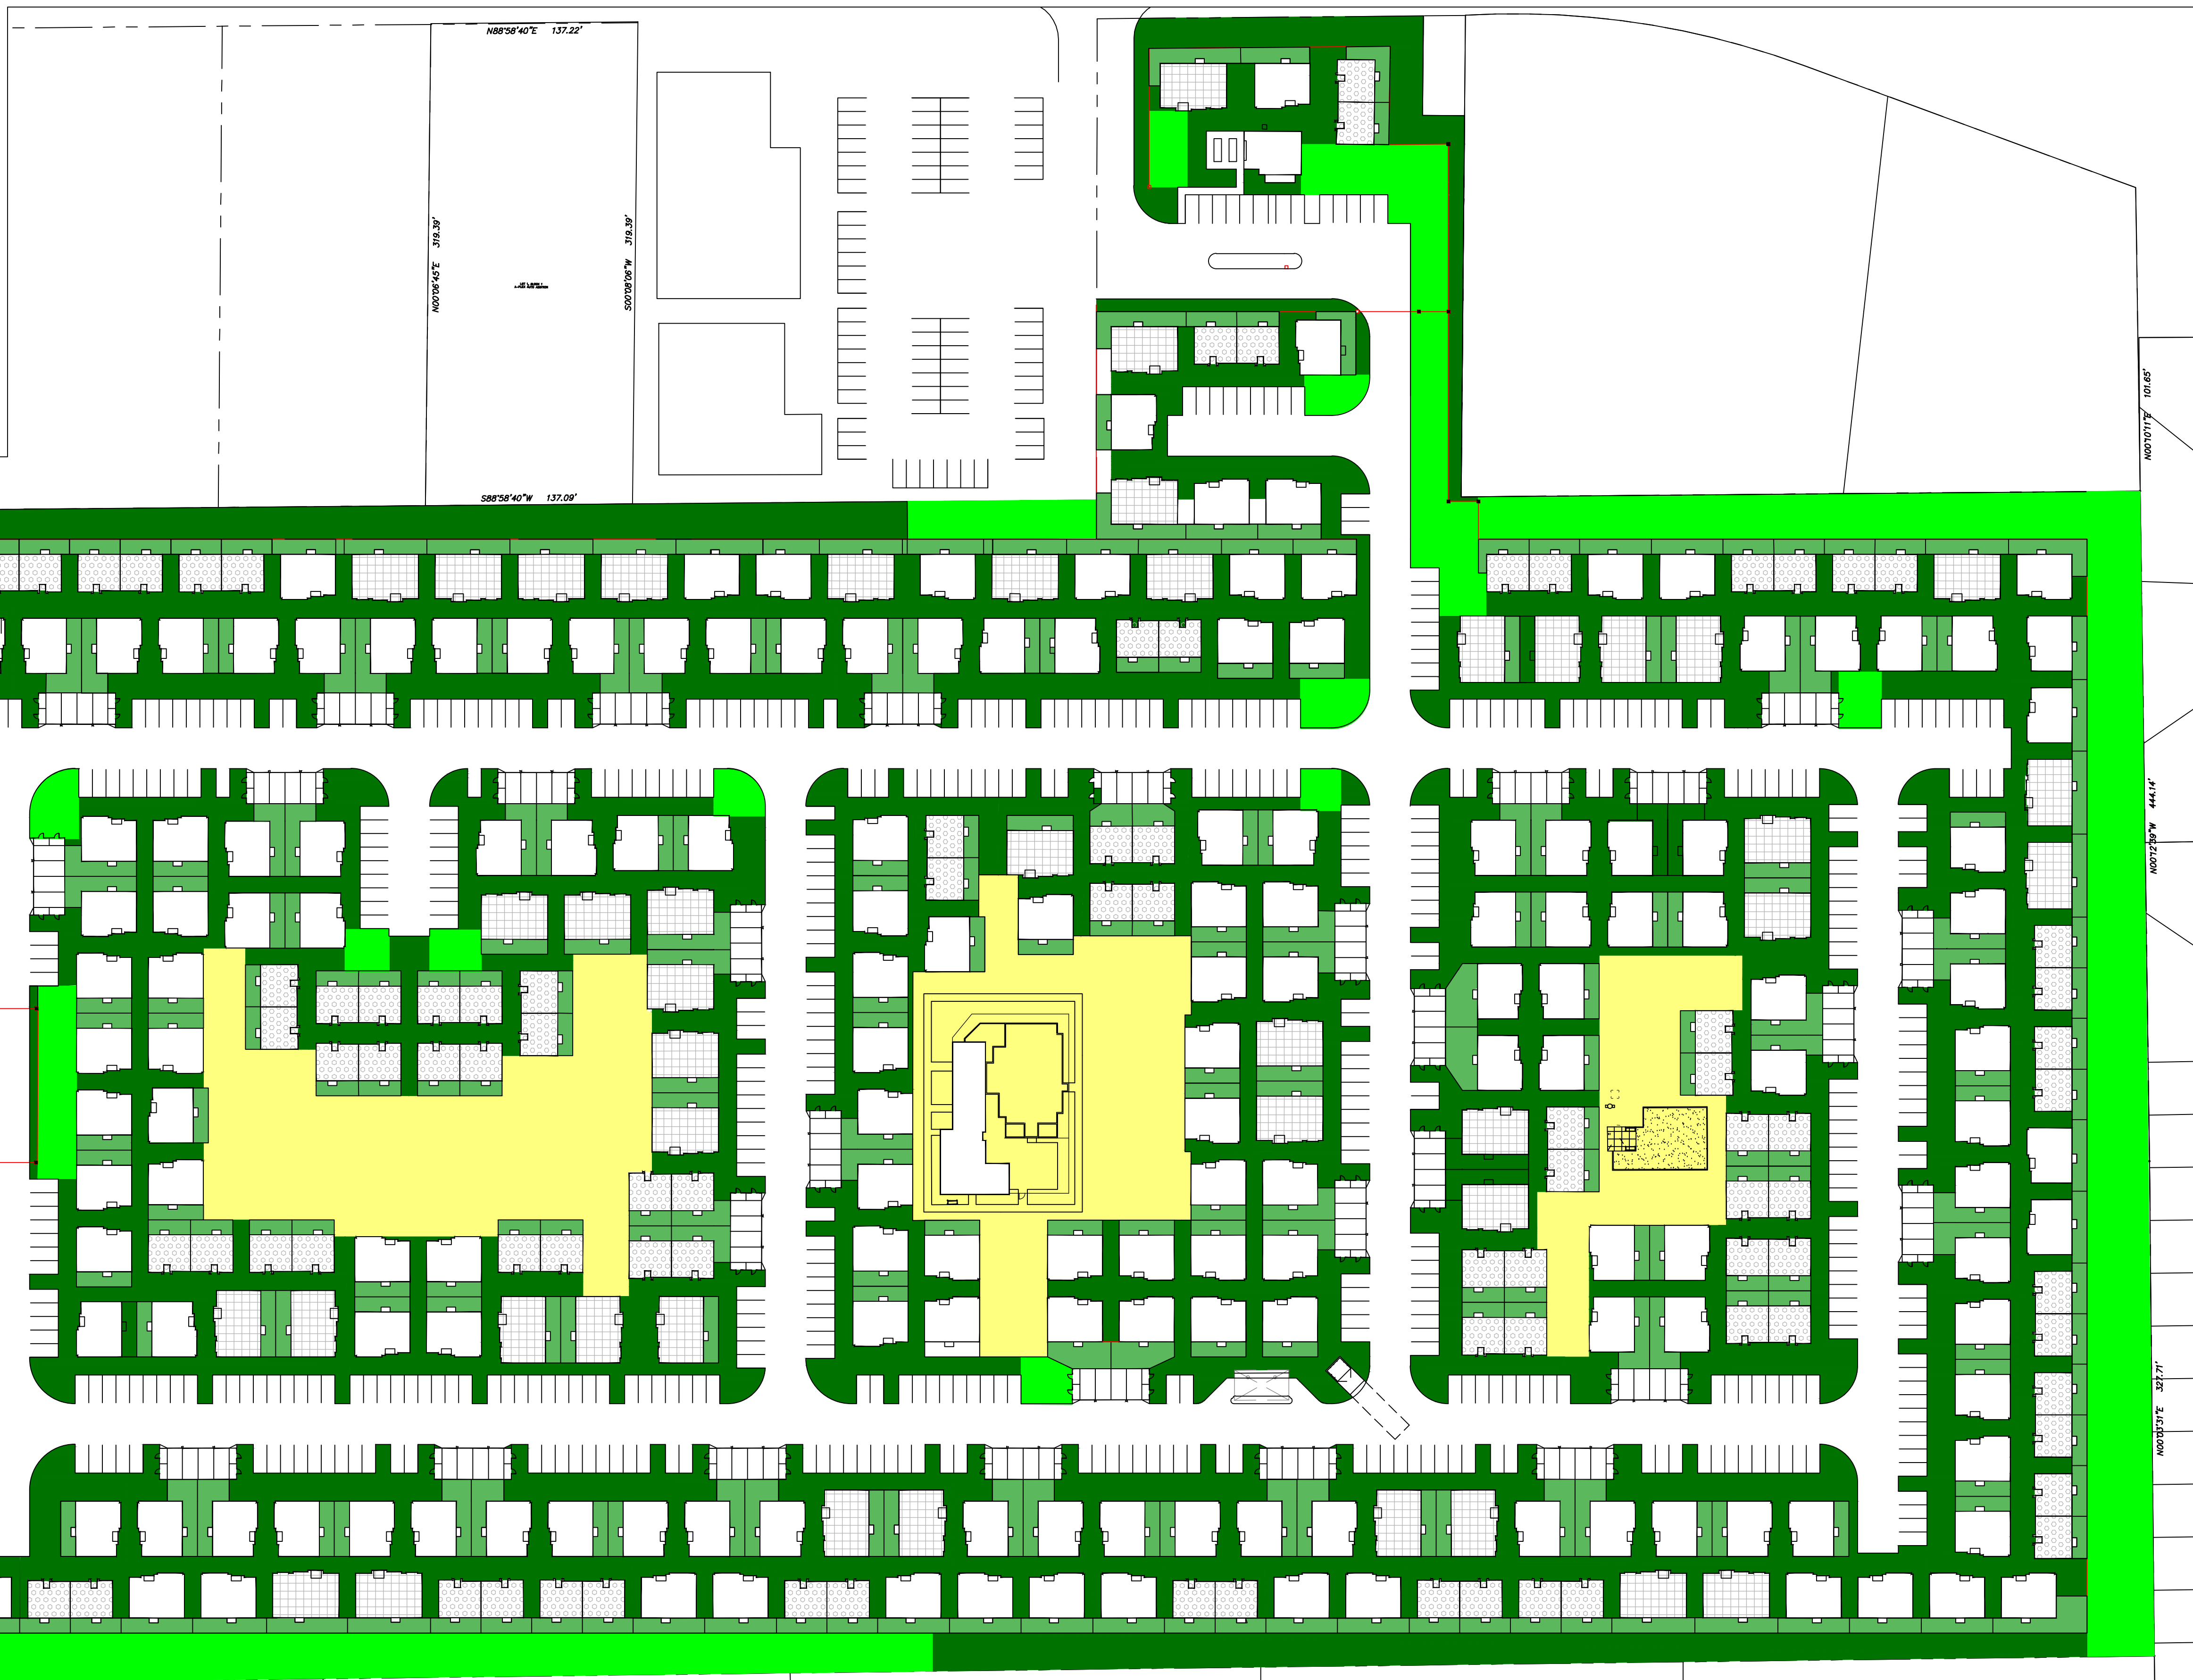 N88°58'40"E 137.22'
N00°06'45"E 319.39'
S00°08'06"W 319.39'
S88°58'40"W 137.09'
N00°10'11"E 101.65'
N00°12'39"W 444.14'
N00°03'31"E 327.71'